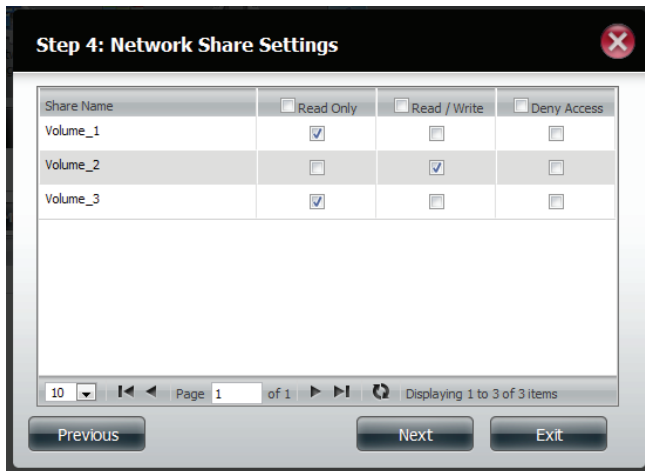 Step 4: Network Share Settings
Share Name Read Only Read / Write Deny Access
Volume_1
Volume_2
Volume_3
10 Page 1 of 1 Displaying 1 to 3 of 3 items
Previous Next Exit